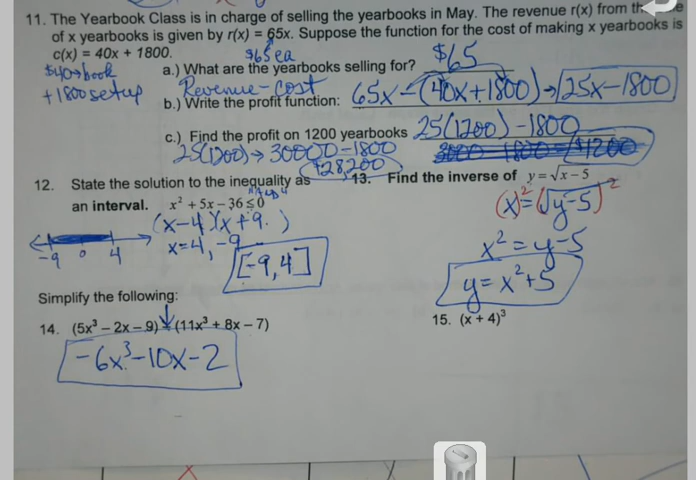 11. The Yearbook Class is in charge of selling the yearbooks in May. The revenue r(x) from
of x yearbooks is given by r(x) = 65x. Suppose the function for the cost of making x yearbooks is
c(x) = 40x + 1800.
$65 ea
$65
$40→book
a.) What are the yearbooks selling for?
+1800 setup
Revenue-cost
b.) Write the profit function: 65x-(40x+1800)→25x-1800
c.) Find the profit on 1200 yearbooks 25(1200)-1800
25(1200)→30000-1800
$28,200
12. State the solution to the inequality as
an interval. x² + 5x – 36 ≤ 0
(x-4)(x+9)
x=4, -9
-9 0 4
[-9,4]
13. Find the inverse of y = √x – 5
(x)²=(√y-5)²
x²=y-5
y=x²+5
Simplify the following:
14. (5x³ – 2x – 9) – (11x³ + 8x – 7)
-6x³-10x-2
15. (x + 4)³